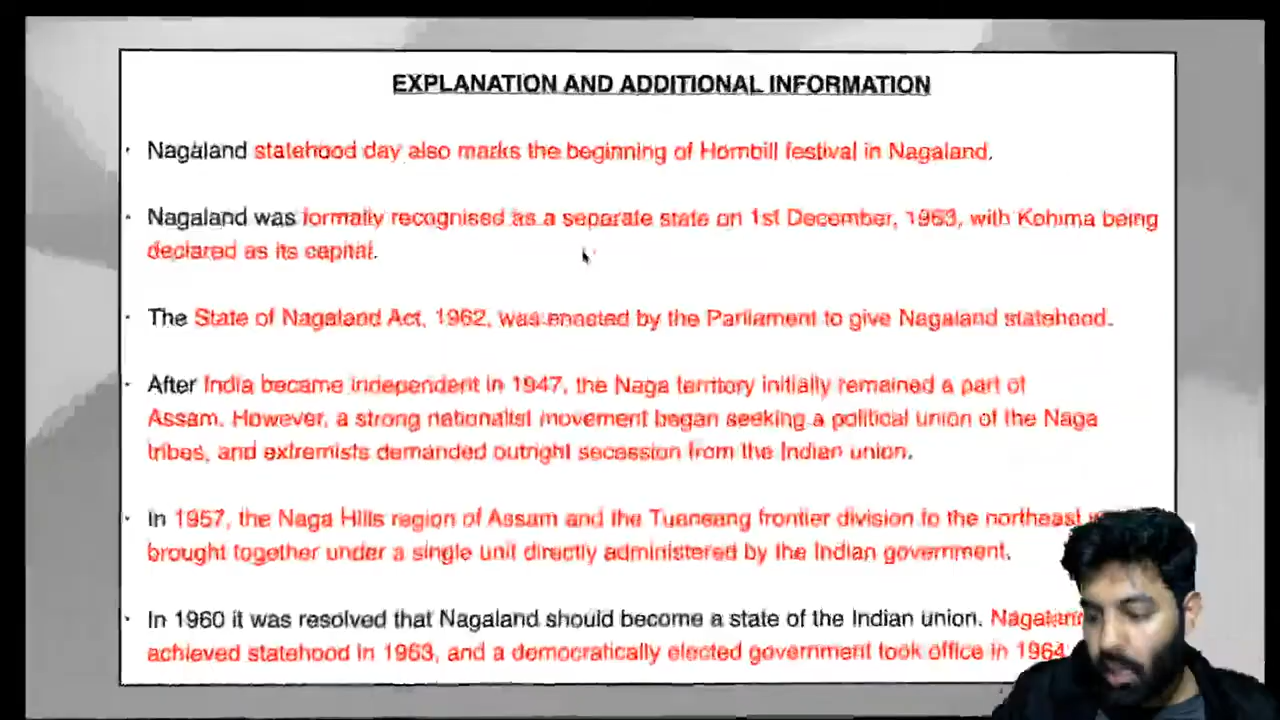 EXPLANATION AND ADDITIONAL INFORMATION
· Nagaland statehood day also marks the beginning of Hornbill festival in Nagaland.
· Nagaland was formally recognised as a separate state on 1st December, 1963, with Kohima being
declared as its capital.
· The State of Nagaland Act, 1962, was enacted by the Parliament to give Nagaland statehood.
· After India became independent in 1947, the Naga territory initially remained a part of
Assam. However, a strong nationalist movement began seeking a political union of the Naga
tribes, and extremists demanded outright secession from the Indian union.
· In 1957, the Naga Hills region of Assam and the Tuensang frontier division to the northeast
brought together under a single unit directly administered by the Indian government.
· In 1960 it was resolved that Nagaland should become a state of the Indian union.
achieved statehood in 1963, and a democratically elected government took office in 1964